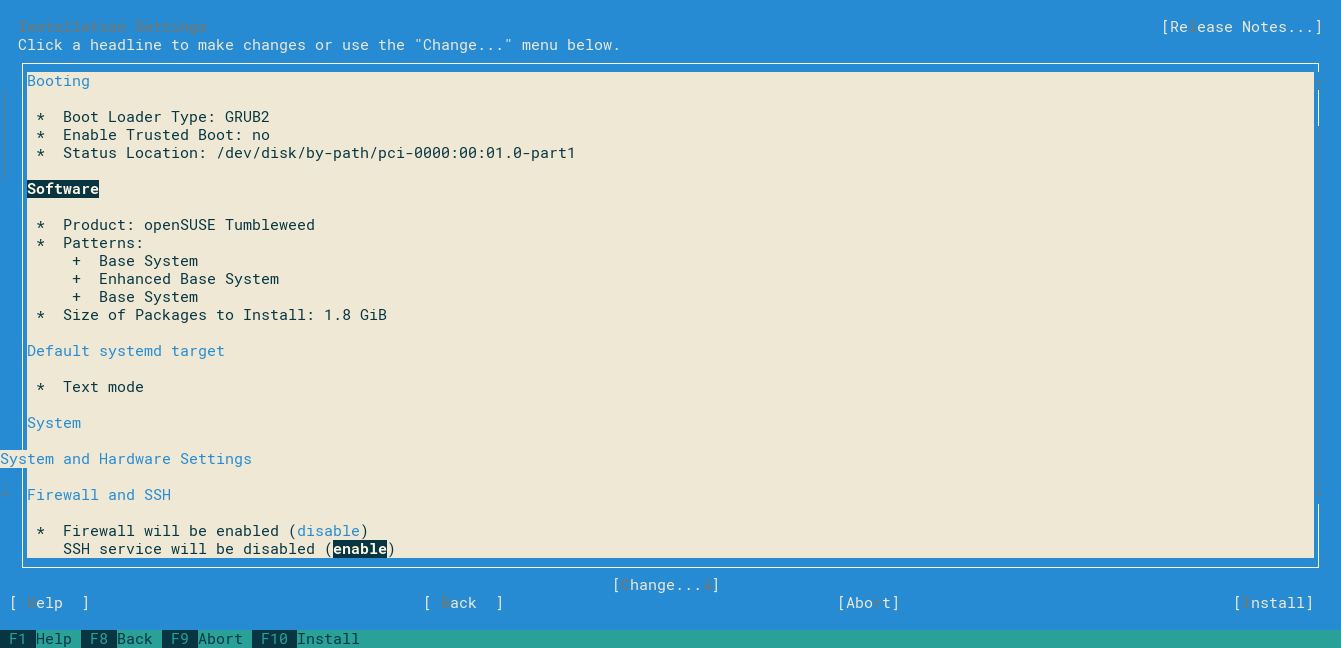 Installation Settings
[Release Notes...]
Click a headline to make changes or use the "Change..." menu below.
Booting
* Boot Loader Type: GRUB2
* Enable Trusted Boot: no
* Status Location: /dev/disk/by-path/pci-0000:00:01.0-part1
Software
* Product: openSUSE Tumbleweed
* Patterns:
+ Base System
+ Enhanced Base System
+ Base System
* Size of Packages to Install: 1.8 GiB
Default systemd target
* Text mode
System
System and Hardware Settings
Firewall and SSH
* Firewall will be enabled (disable)
SSH service will be disabled (enable)
[Change...↓]
[ Help ] [ Back ] [Abort] [Install]
F1 Help F8 Back F9 Abort F10 Install